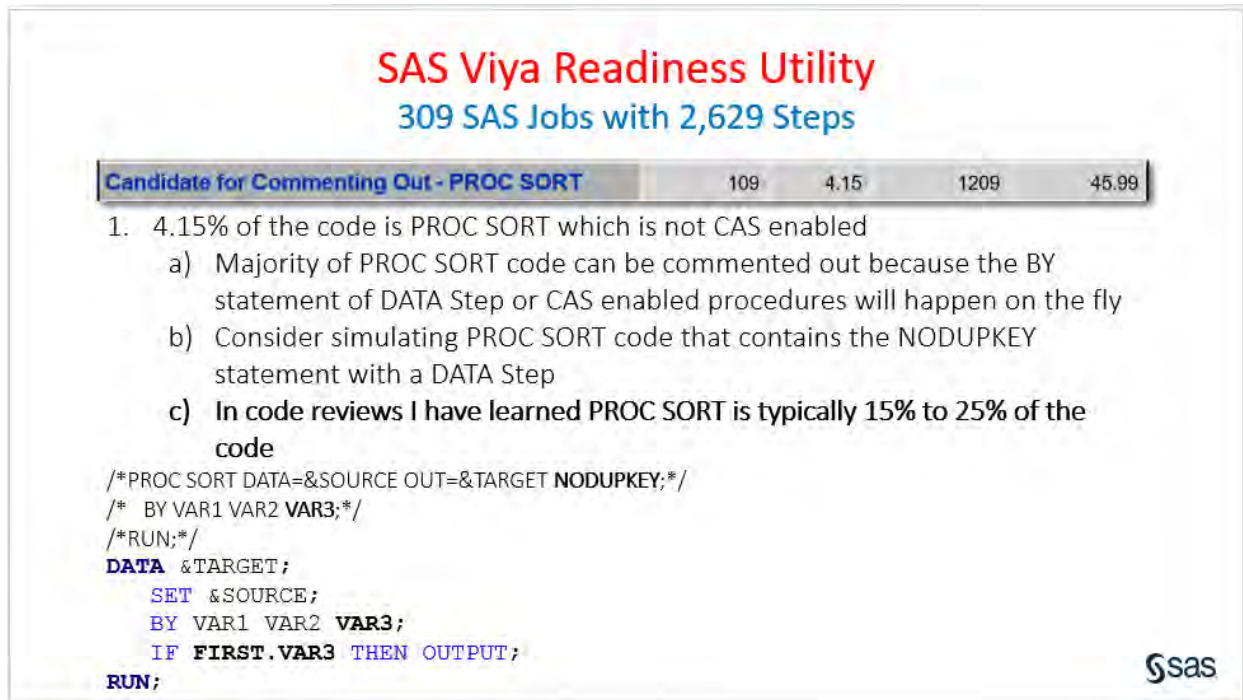 SAS Viya Readiness Utility
309 SAS Jobs with 2,629 Steps
Candidate for Commenting Out - PROC SORT 109 4.15 1209 45.99
1. 4.15% of the code is PROC SORT which is not CAS enabled
a) Majority of PROC SORT code can be commented out because the BY
statement of DATA Step or CAS enabled procedures will happen on the fly
b) Consider simulating PROC SORT code that contains the NODUPKEY
statement with a DATA Step
c) In code reviews I have learned PROC SORT is typically 15% to 25% of the
code
/*PROC SORT DATA=&SOURCE OUT=&TARGET NODUPKEY;*/
/* BY VAR1 VAR2 VAR3;*/
/*RUN;*/
DATA &TARGET;
SET &SOURCE;
BY VAR1 VAR2 VAR3;
IF FIRST.VAR3 THEN OUTPUT;
RUN;
sas